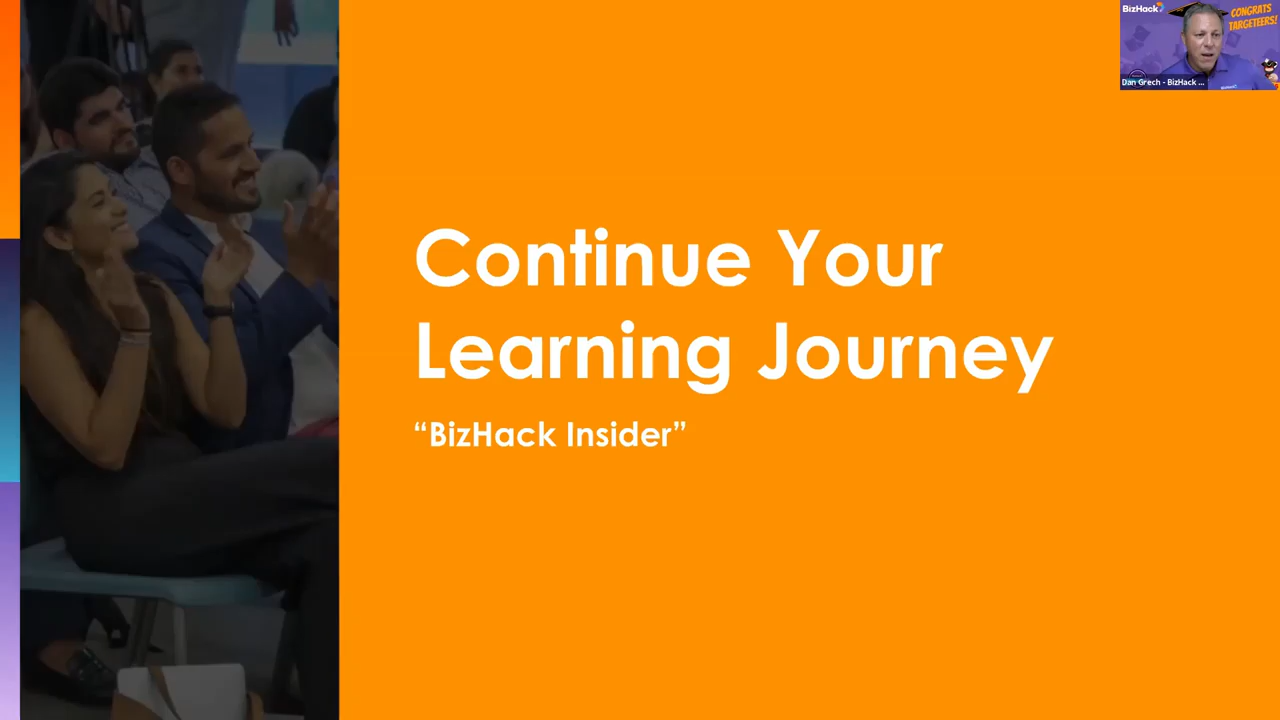 BizHack
CONGRATS
TARGETEERS!
Dan Grech - BizHack ...
Continue Your
Learning Journey
“BizHack Insider”